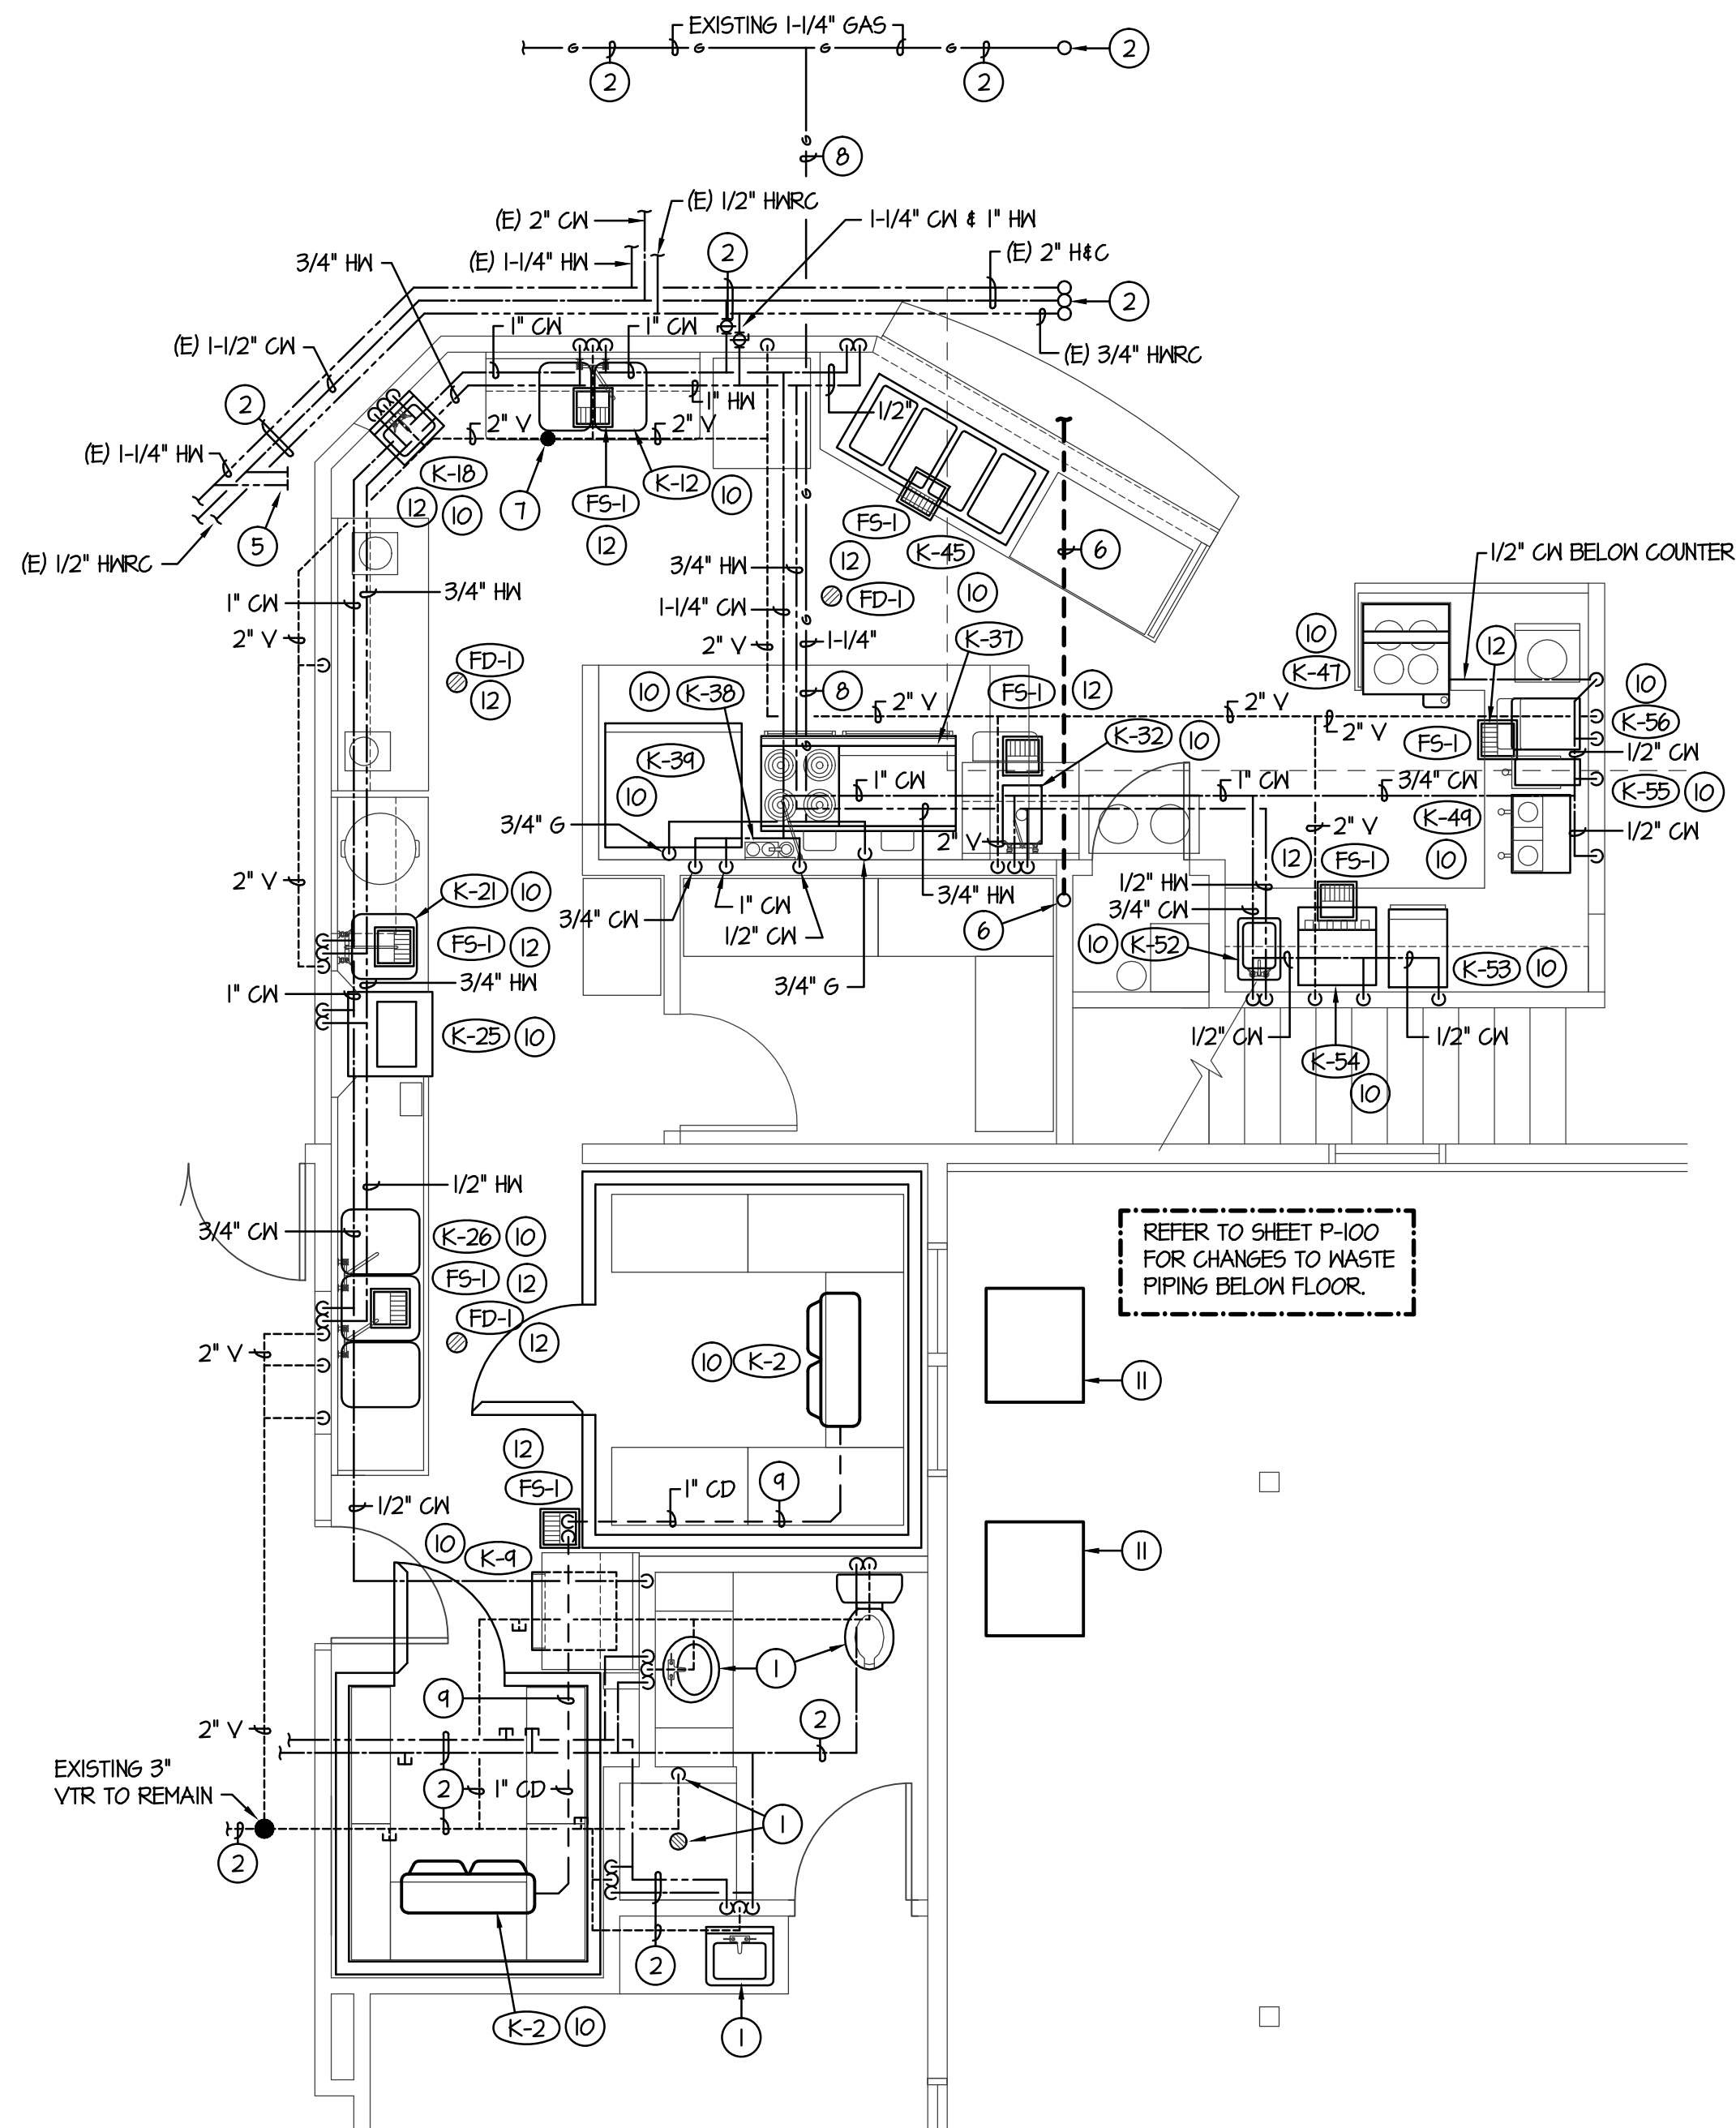 EXISTING 1-1/4" GAS
G G G G
2
2
2
G
8
(E) 1/2" HWRC
(E) 2" CW
1-1/4" CW & 1" HW
2
(E) 2" H&C
3/4" HW
(E) 1-1/4" HW
2
1" CW
1" CW
(E) 1-1/2" CW
(E) 3/4" HWRC
2
1" HW
1/2"
2" V
2" V
(E) 1-1/4" HW
K-18
K-12
10
12
10
7
FS-1
5
12
FS-1
12
K-45
6
(E) 1/2" HWRC
3/4" HW
10
1/2" CW BELOW COUNTER
3/4" HW
1" CW
1-1/4" CW
FD-1
2" V
2" V
1-1/4"
K-37
10
12
FD-1
K-47
12
10
K-38
8
FS-1
12
10
2" V
2" V
2" V
K-56
K-32
10
FS-1
1/2" CW
K-39
10
1" CW
1" CW
3/4" CW
K-55
10
3/4" G
2" V
2" V
K-49
1/2" CW
12
FS-1
10
2" V
K-21
10
3/4" HW
1/2" HW
3/4" CW
1" CW
3/4" CW
1/2" CW
6
FS-1
12
10
K-52
K-53
10
3/4" HW
3/4" G
1" CW
K-25
10
1/2" CW
1/2" CW
K-54
10
1/2" HW
3/4" CW
K-26
10
REFER TO SHEET P-100
FOR CHANGES TO WASTE
PIPING BELOW FLOOR.
FS-1
12
FD-1
12
2" V
10
K-2
11
12
FS-1
1" CD
9
1/2" CW
10
K-9
11
1
9
2" V
2
EXISTING 3"
VTR TO REMAIN
2
1" CD
1
2
2
K-2
10
1